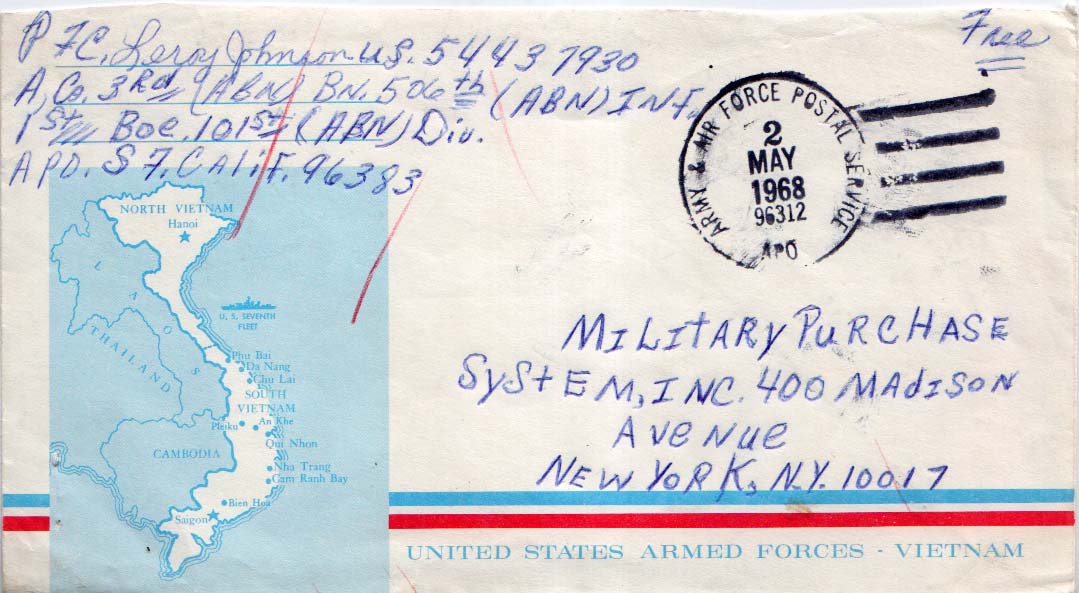 PFC. Leroy Johnson U.S. 54437930
A, Co. 3Rd (ABN) BN. 506th (ABN) INF.
1st Bde. 101st (ABN) Div.
APO. S F. Calif. 96383
Free
ARMY & AIR FORCE POSTAL SERVICE
2
MAY
1968
96312
APO
MiLitARY PURCHASE
SyStEM, INC. 400 MAdiSON
AveNue
NEW YORK, N.Y. 10017
NORTH VIETNAM
Hanoi
LAOS
THAILAND
U. S. SEVENTH
FLEET
Phu Bai
Da Nang
Chu Lai
SOUTH
VIETNAM
Pleiku
An Khe
Qui Nhon
CAMBODIA
Nha Trang
Cam Ranh Bay
Bien Hoa
Saigon
UNITED STATES ARMED FORCES - VIETNAM